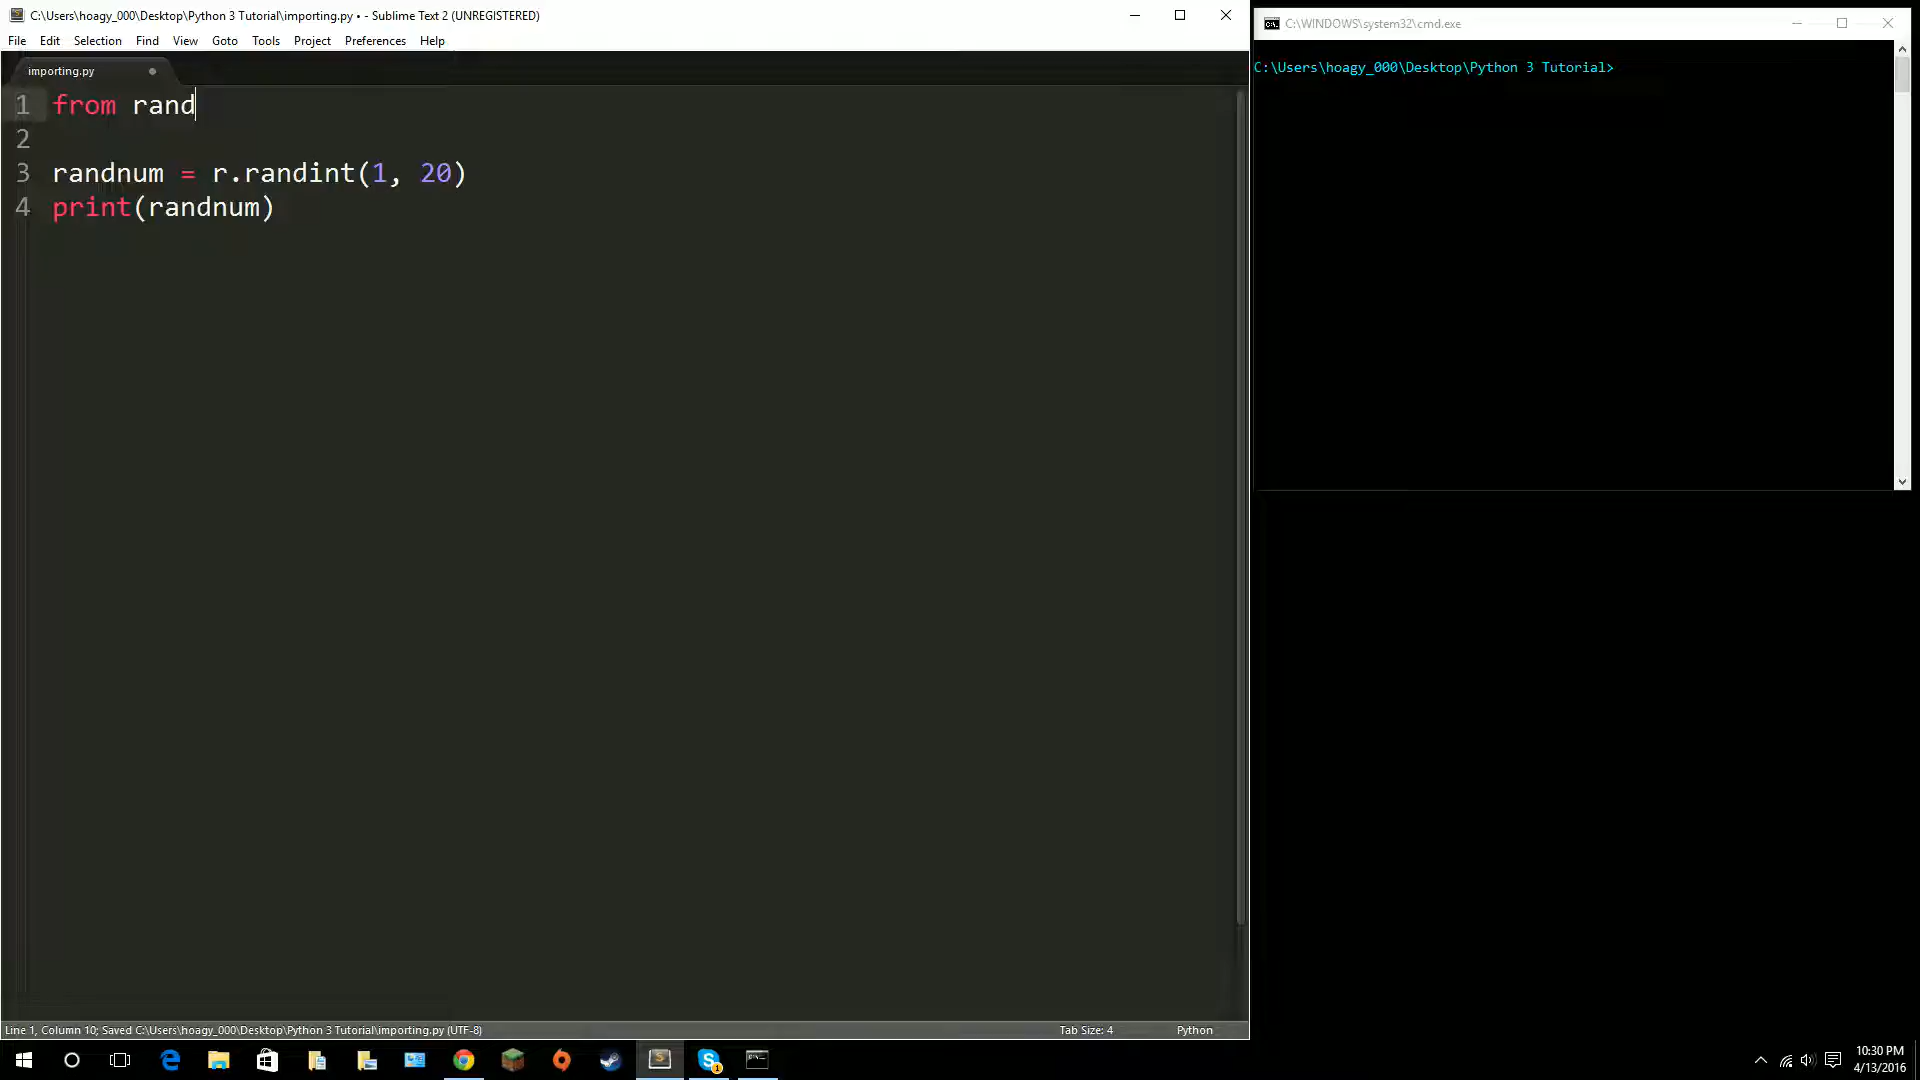 C:\Users\hoagy_000\Desktop\Python 3 Tutorial\importing.py • - Sublime Text 2 (UNREGISTERED)
File Edit Selection Find View Goto Tools Project Preferences Help
importing.py
1 from rand
2
3 randnum = r.randint(1, 20)
4 print(randnum)
Line 1, Column 10; Saved C:\Users\hoagy_000\Desktop\Python 3 Tutorial\importing.py (UTF-8)
Tab Size: 4
Python
C:\WINDOWS\system32\cmd.exe
C:\Users\hoagy_000\Desktop\Python 3 Tutorial>
10:30 PM
4/13/2016